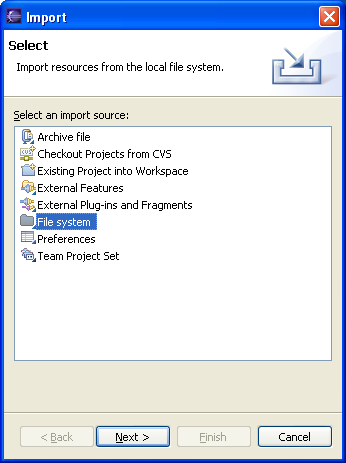 Import
Select
Import resources from the local file system.
Select an import source:
Archive file
Checkout Projects from CVS
Existing Project into Workspace
External Features
External Plug-ins and Fragments
File system
Preferences
Team Project Set
< Back
Next >
Finish
Cancel